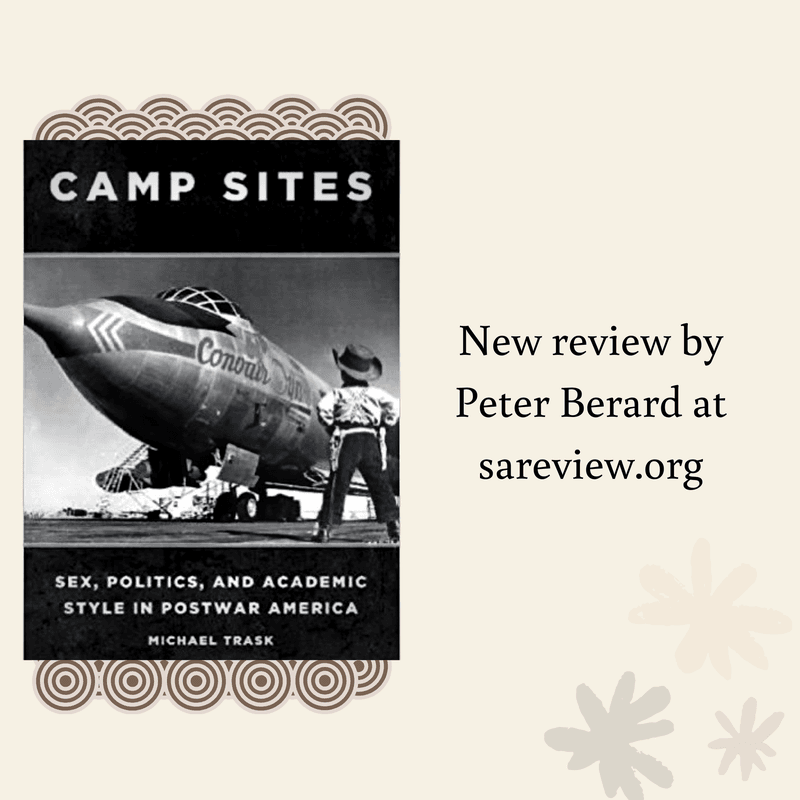 CAMP SITES
Convair
SEX, POLITICS, AND ACADEMIC
STYLE IN POSTWAR AMERICA
MICHAEL TRASK
New review by
Peter Berard at
sareview.org